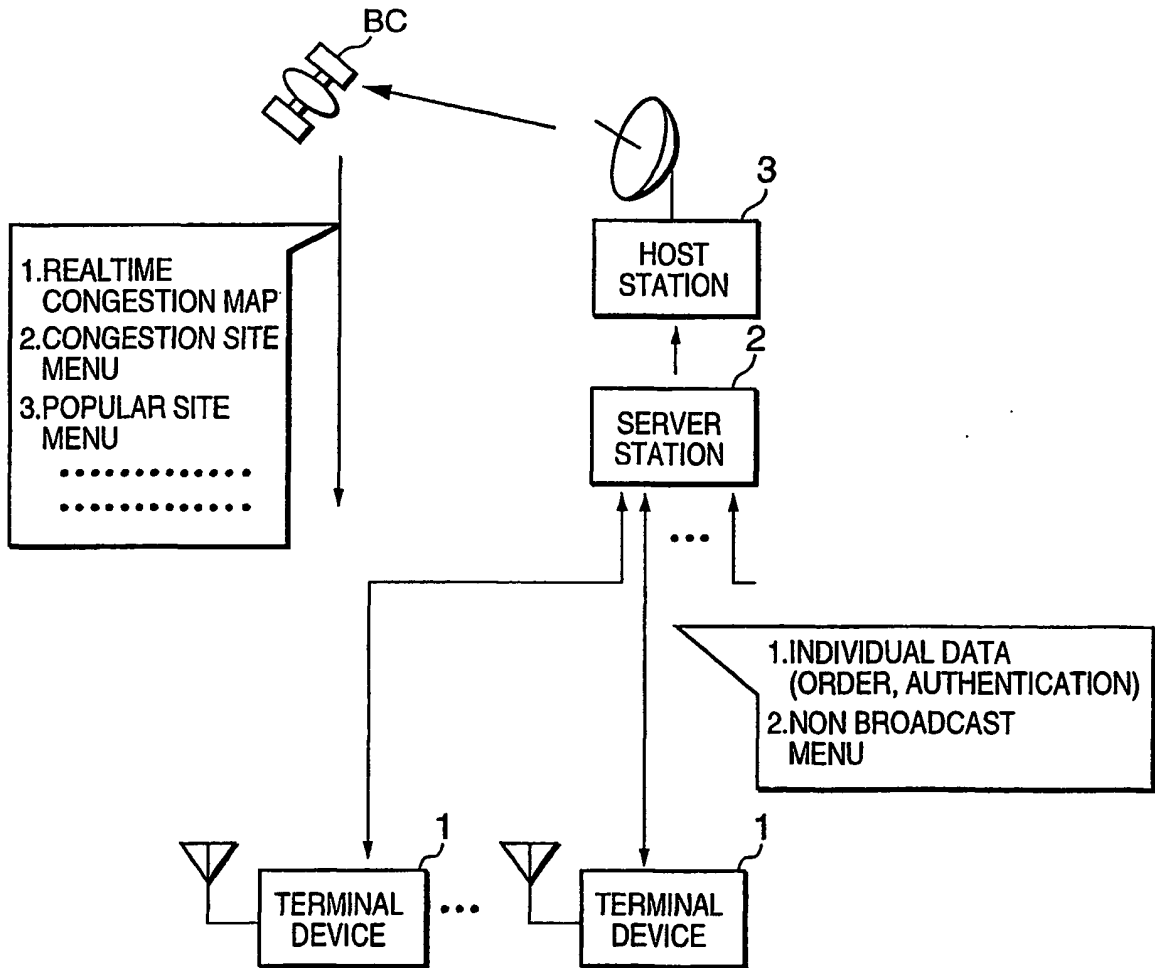 BC
3
HOST
STATION
1.REALTIME
CONGESTION MAP
2.CONGESTION SITE
MENU
3.POPULAR SITE
MENU
2
SERVER
STATION
1.INDIVIDUAL DATA
(ORDER, AUTHENTICATION)
2.NON BROADCAST
MENU
1
TERMINAL
DEVICE
1
TERMINAL
DEVICE